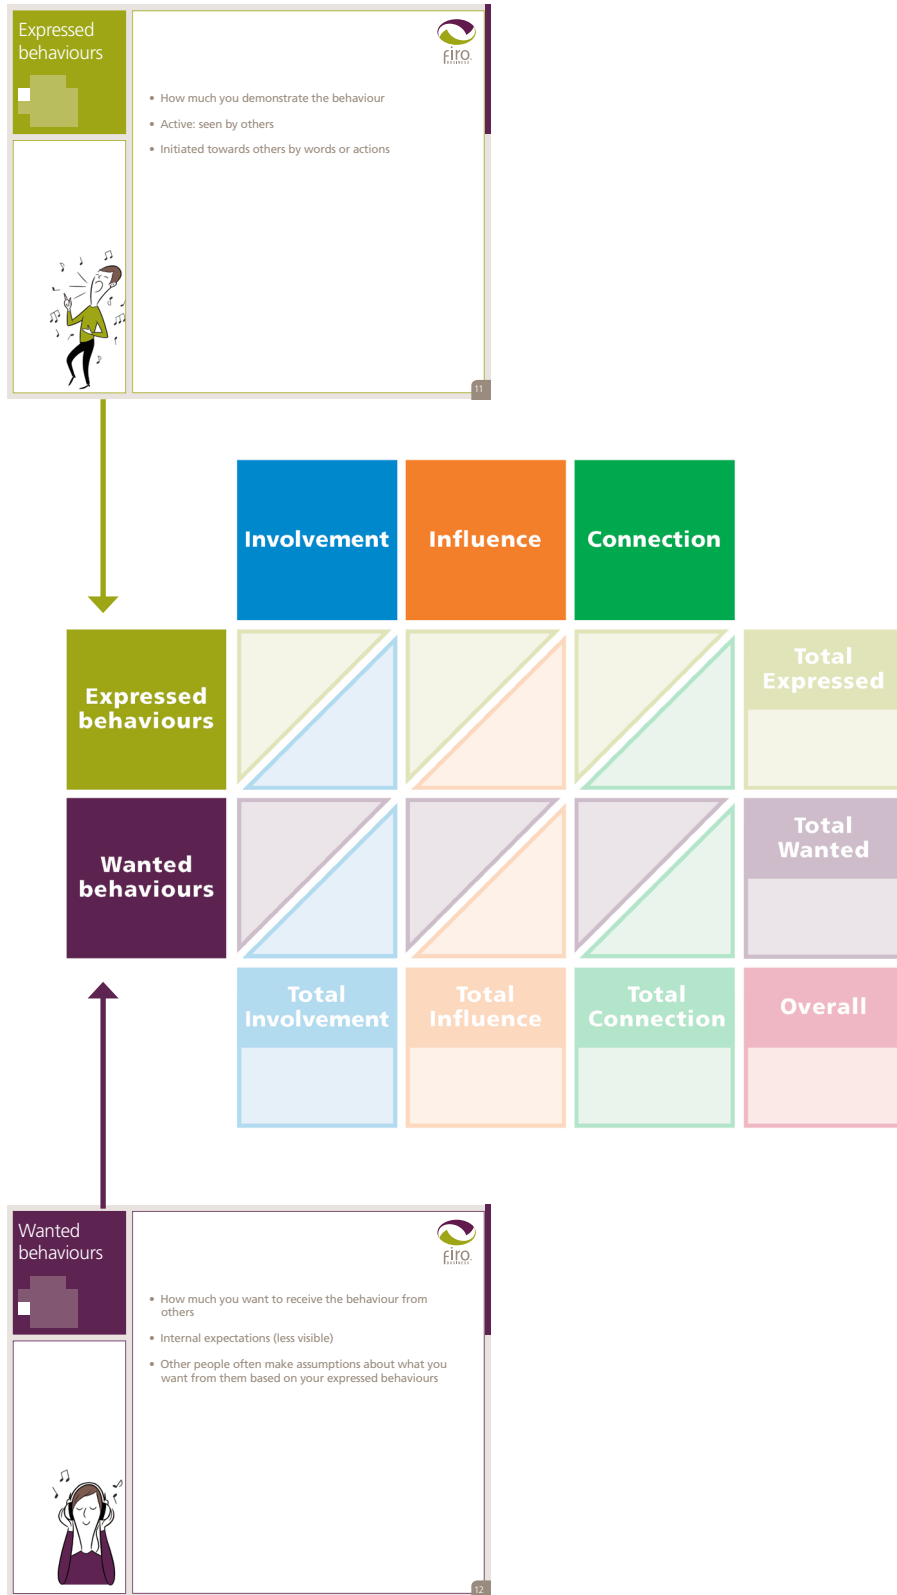 Expressed
behaviours
firo.
BUSINESS
• How much you demonstrate the behaviour
• Active: seen by others
• Initiated towards others by words or actions
11
Involvement
Influence
Connection
Expressed
behaviours
Total
Expressed
Wanted
behaviours
Total
Wanted
Total
Involvement
Total
Influence
Total
Connection
Overall
Wanted
behaviours
firo.
BUSINESS
• How much you want to receive the behaviour from
others
• Internal expectations (less visible)
• Other people often make assumptions about what you
want from them based on your expressed behaviours
12